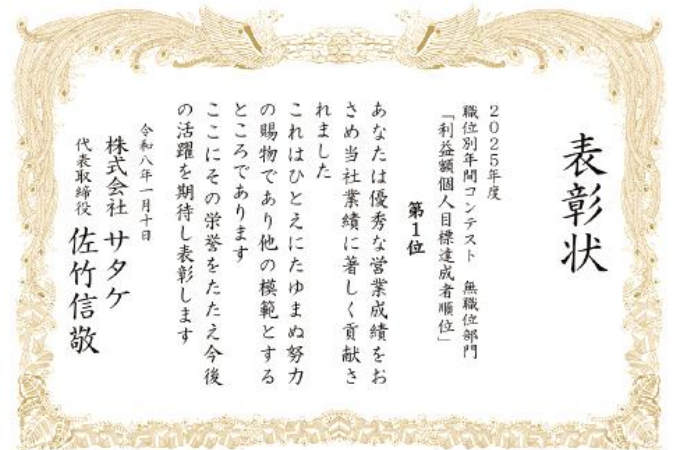 表彰状
２０２５年度
職位別年間コンテスト　無職位部門
「利益額個人目標達成者順位」
第１位
あなたは優秀な営業成績をお
さめ当社業績に著しく貢献さ
れました
これはひとえにたゆまぬ努力
の賜物であり他の模範とする
ところであります
ここにその栄誉をたたえ今後
の活躍を期待し表彰します
令和八年一月十日
株式会社 サタケ
代表取締役 佐竹信敬